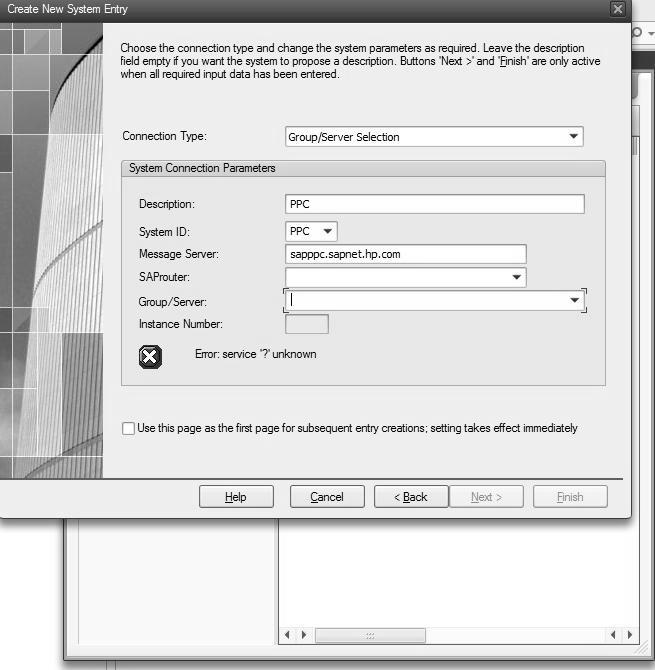 Create New System Entry
Choose the connection type and change the system parameters as required. Leave the description
field empty if you want the system to propose a description. Buttons 'Next >' and 'Finish' are only active
when all required input data has been entered.
Connection Type: Group/Server Selection
System Connection Parameters
Description: PPC
System ID: PPC
Message Server: sapppc.sapnet.hp.com
SAProuter:
Group/Server:
Instance Number:
Error: service '?' unknown
Use this page as the first page for subsequent entry creations; setting takes effect immediately
Help Cancel < Back Next > Finish